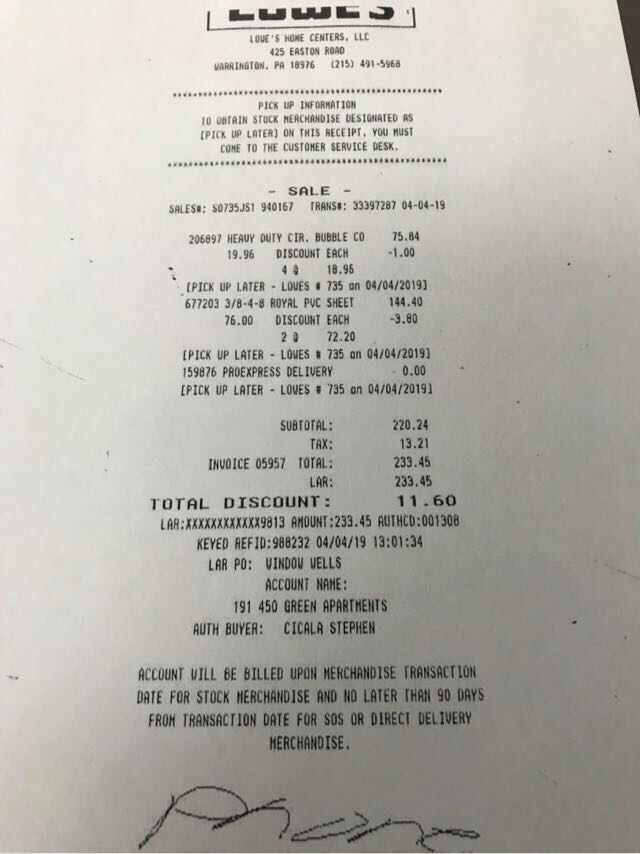 LOWE'S
LOWE'S HOME CENTERS, LLC
425 EASTON ROAD
WARRINGTON, PA 18976 (215) 491-5968
****************************************
PICK UP INFORMATION
TO OBTAIN STOCK MERCHANDISE DESIGNATED AS
[PICK UP LATER] ON THIS RECEIPT, YOU MUST
COME TO THE CUSTOMER SERVICE DESK.
****************************************
- SALE -
SALES#: S0735JS1 940167 TRANS#: 33397287 04-04-19
206897 HEAVY DUTY CIR. BUBBLE CO 75.84
19.96 DISCOUNT EACH -1.00
4 @ 18.96
[PICK UP LATER - LOWES # 735 on 04/04/2019]
677203 3/8-4-8 ROYAL PVC SHEET 144.40
76.00 DISCOUNT EACH -3.80
2 @ 72.20
[PICK UP LATER - LOWES # 735 on 04/04/2019]
159876 PROEXPRESS DELIVERY 0.00
[PICK UP LATER - LOWES # 735 on 04/04/2019]
SUBTOTAL: 220.24
TAX: 13.21
INVOICE 05957 TOTAL: 233.45
LAR: 233.45
TOTAL DISCOUNT: 11.60
LAR:XXXXXXXXXXXX9813 AMOUNT:233.45 AUTHCD:001308
KEYED REFID:988232 04/04/19 13:01:34
LAR PO: WINDOW WELLS
ACCOUNT NAME:
191 450 GREEN APARTMENTS
AUTH BUYER: CICALA STEPHEN
ACCOUNT WILL BE BILLED UPON MERCHANDISE TRANSACTION
DATE FOR STOCK MERCHANDISE AND NO LATER THAN 90 DAYS
FROM TRANSACTION DATE FOR SOS OR DIRECT DELIVERY
MERCHANDISE.